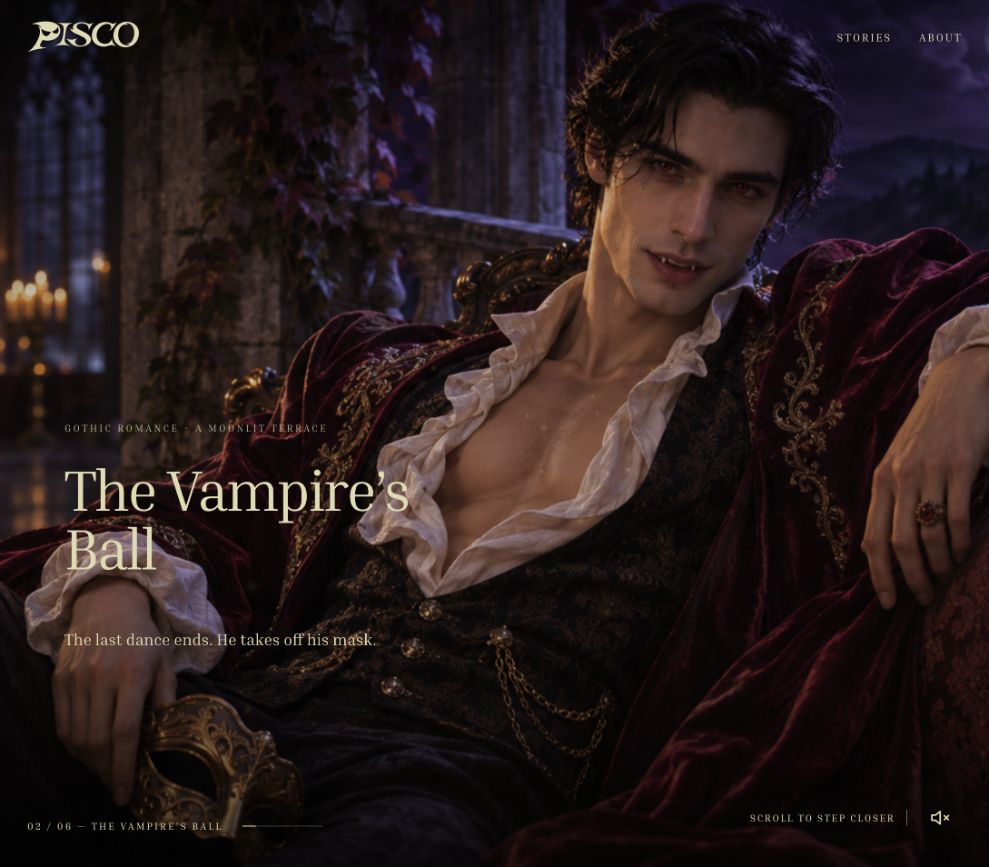 PISCO
STORIES ABOUT
GOTHIC ROMANCE · A MOONLIT TERRACE
The Vampire’s
Ball
The last dance ends. He takes off his mask.
02 / 06 — THE VAMPIRE’S BALL
SCROLL TO STEP CLOSER